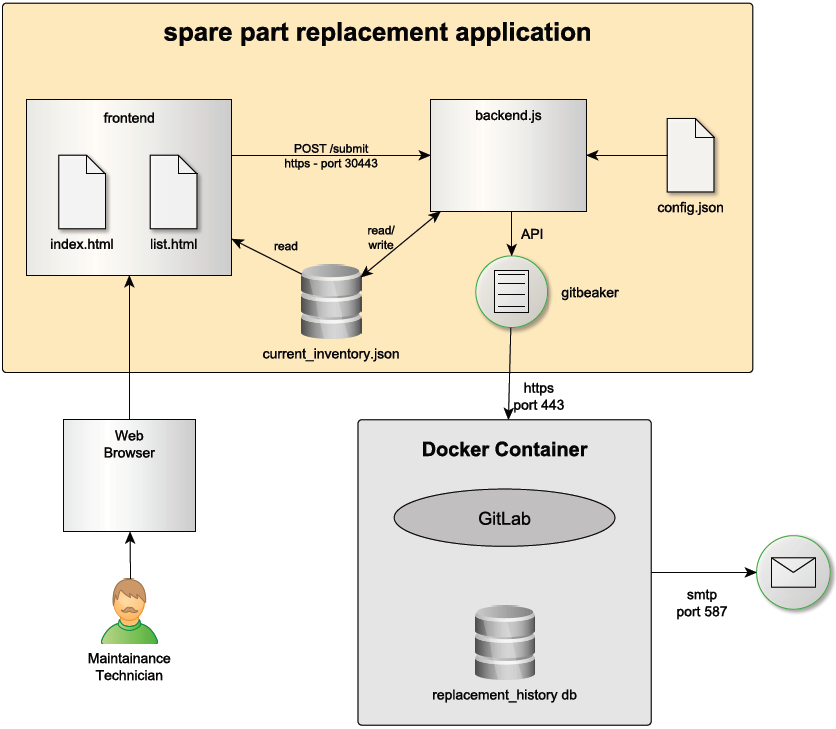 spare part replacement application
frontend
backend.js
POST /submit
https - port 30443
index.html
list.html
config.json
read
read/
write
API
gitbeaker
current_inventory.json
https
port 443
Web
Browser
Docker Container
GitLab
smtp
port 587
Maintainance
Technician
replacement_history db